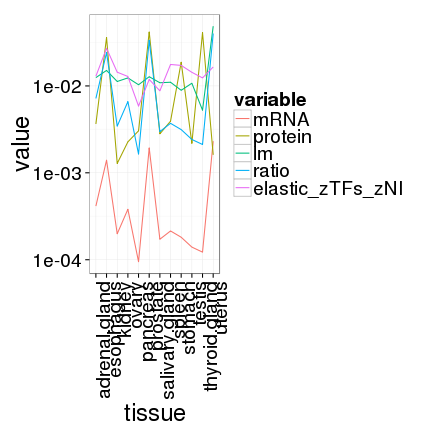 value
1e-02
1e-03
1e-04
adrenal.gland
esophagus
kidney
ovary
pancreas
prostate
salivary.gland
spleen
stomach
testis
thyroid.gland
uterus
tissue
variable
mRNA
protein
lm
ratio
elastic_zTFs_zNI